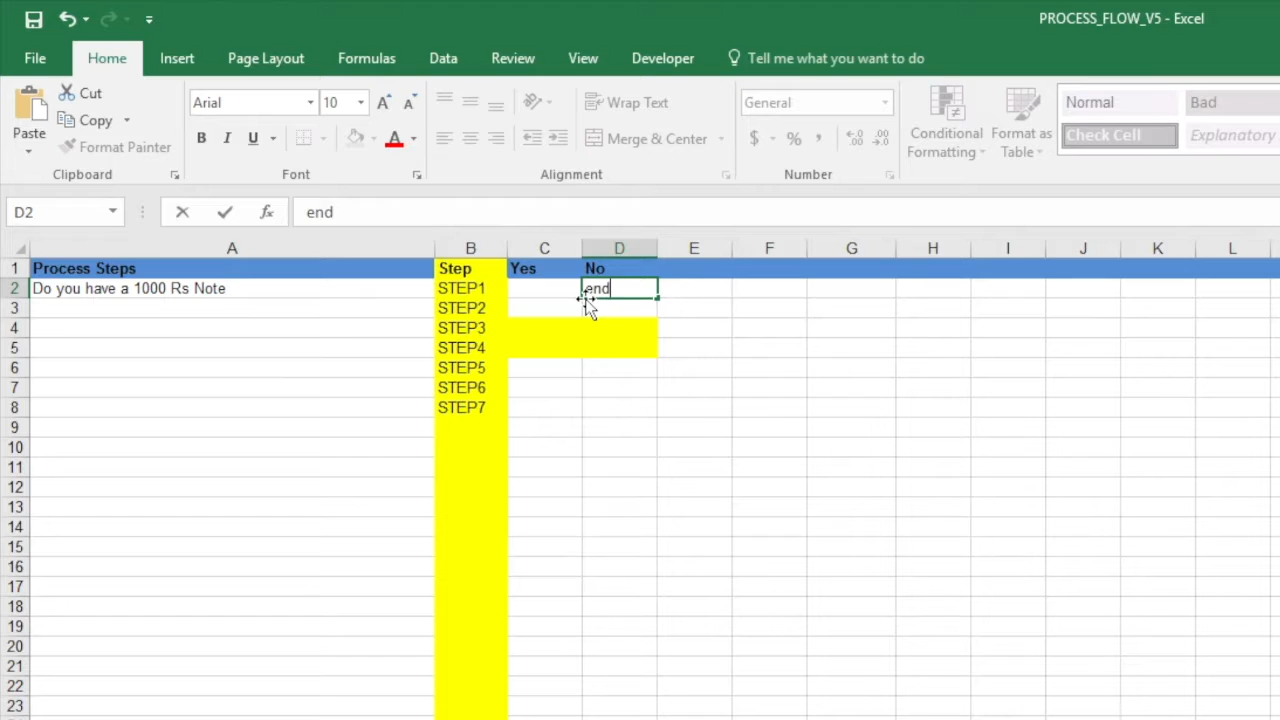 PROCESS_FLOW_V5 - Excel
File Home Insert Page Layout Formulas Data Review View Developer Tell me what you want to do
Paste
Cut
Copy
Format Painter
Clipboard
Arial 10 A A
B I U A
Font
Wrap Text
Merge & Center
Alignment
General
$ %
Number
Conditional Formatting
Format as Table
Normal Bad
Check Cell Explanatory
D2 fx end
A B C D E F G H I J K L
1 Process Steps Step Yes No
2 Do you have a 1000 Rs Note STEP1 end
3 STEP2
4 STEP3
5 STEP4
6 STEP5
7 STEP6
8 STEP7
9
10
11
12
13
14
15
16
17
18
19
20
21
22
23